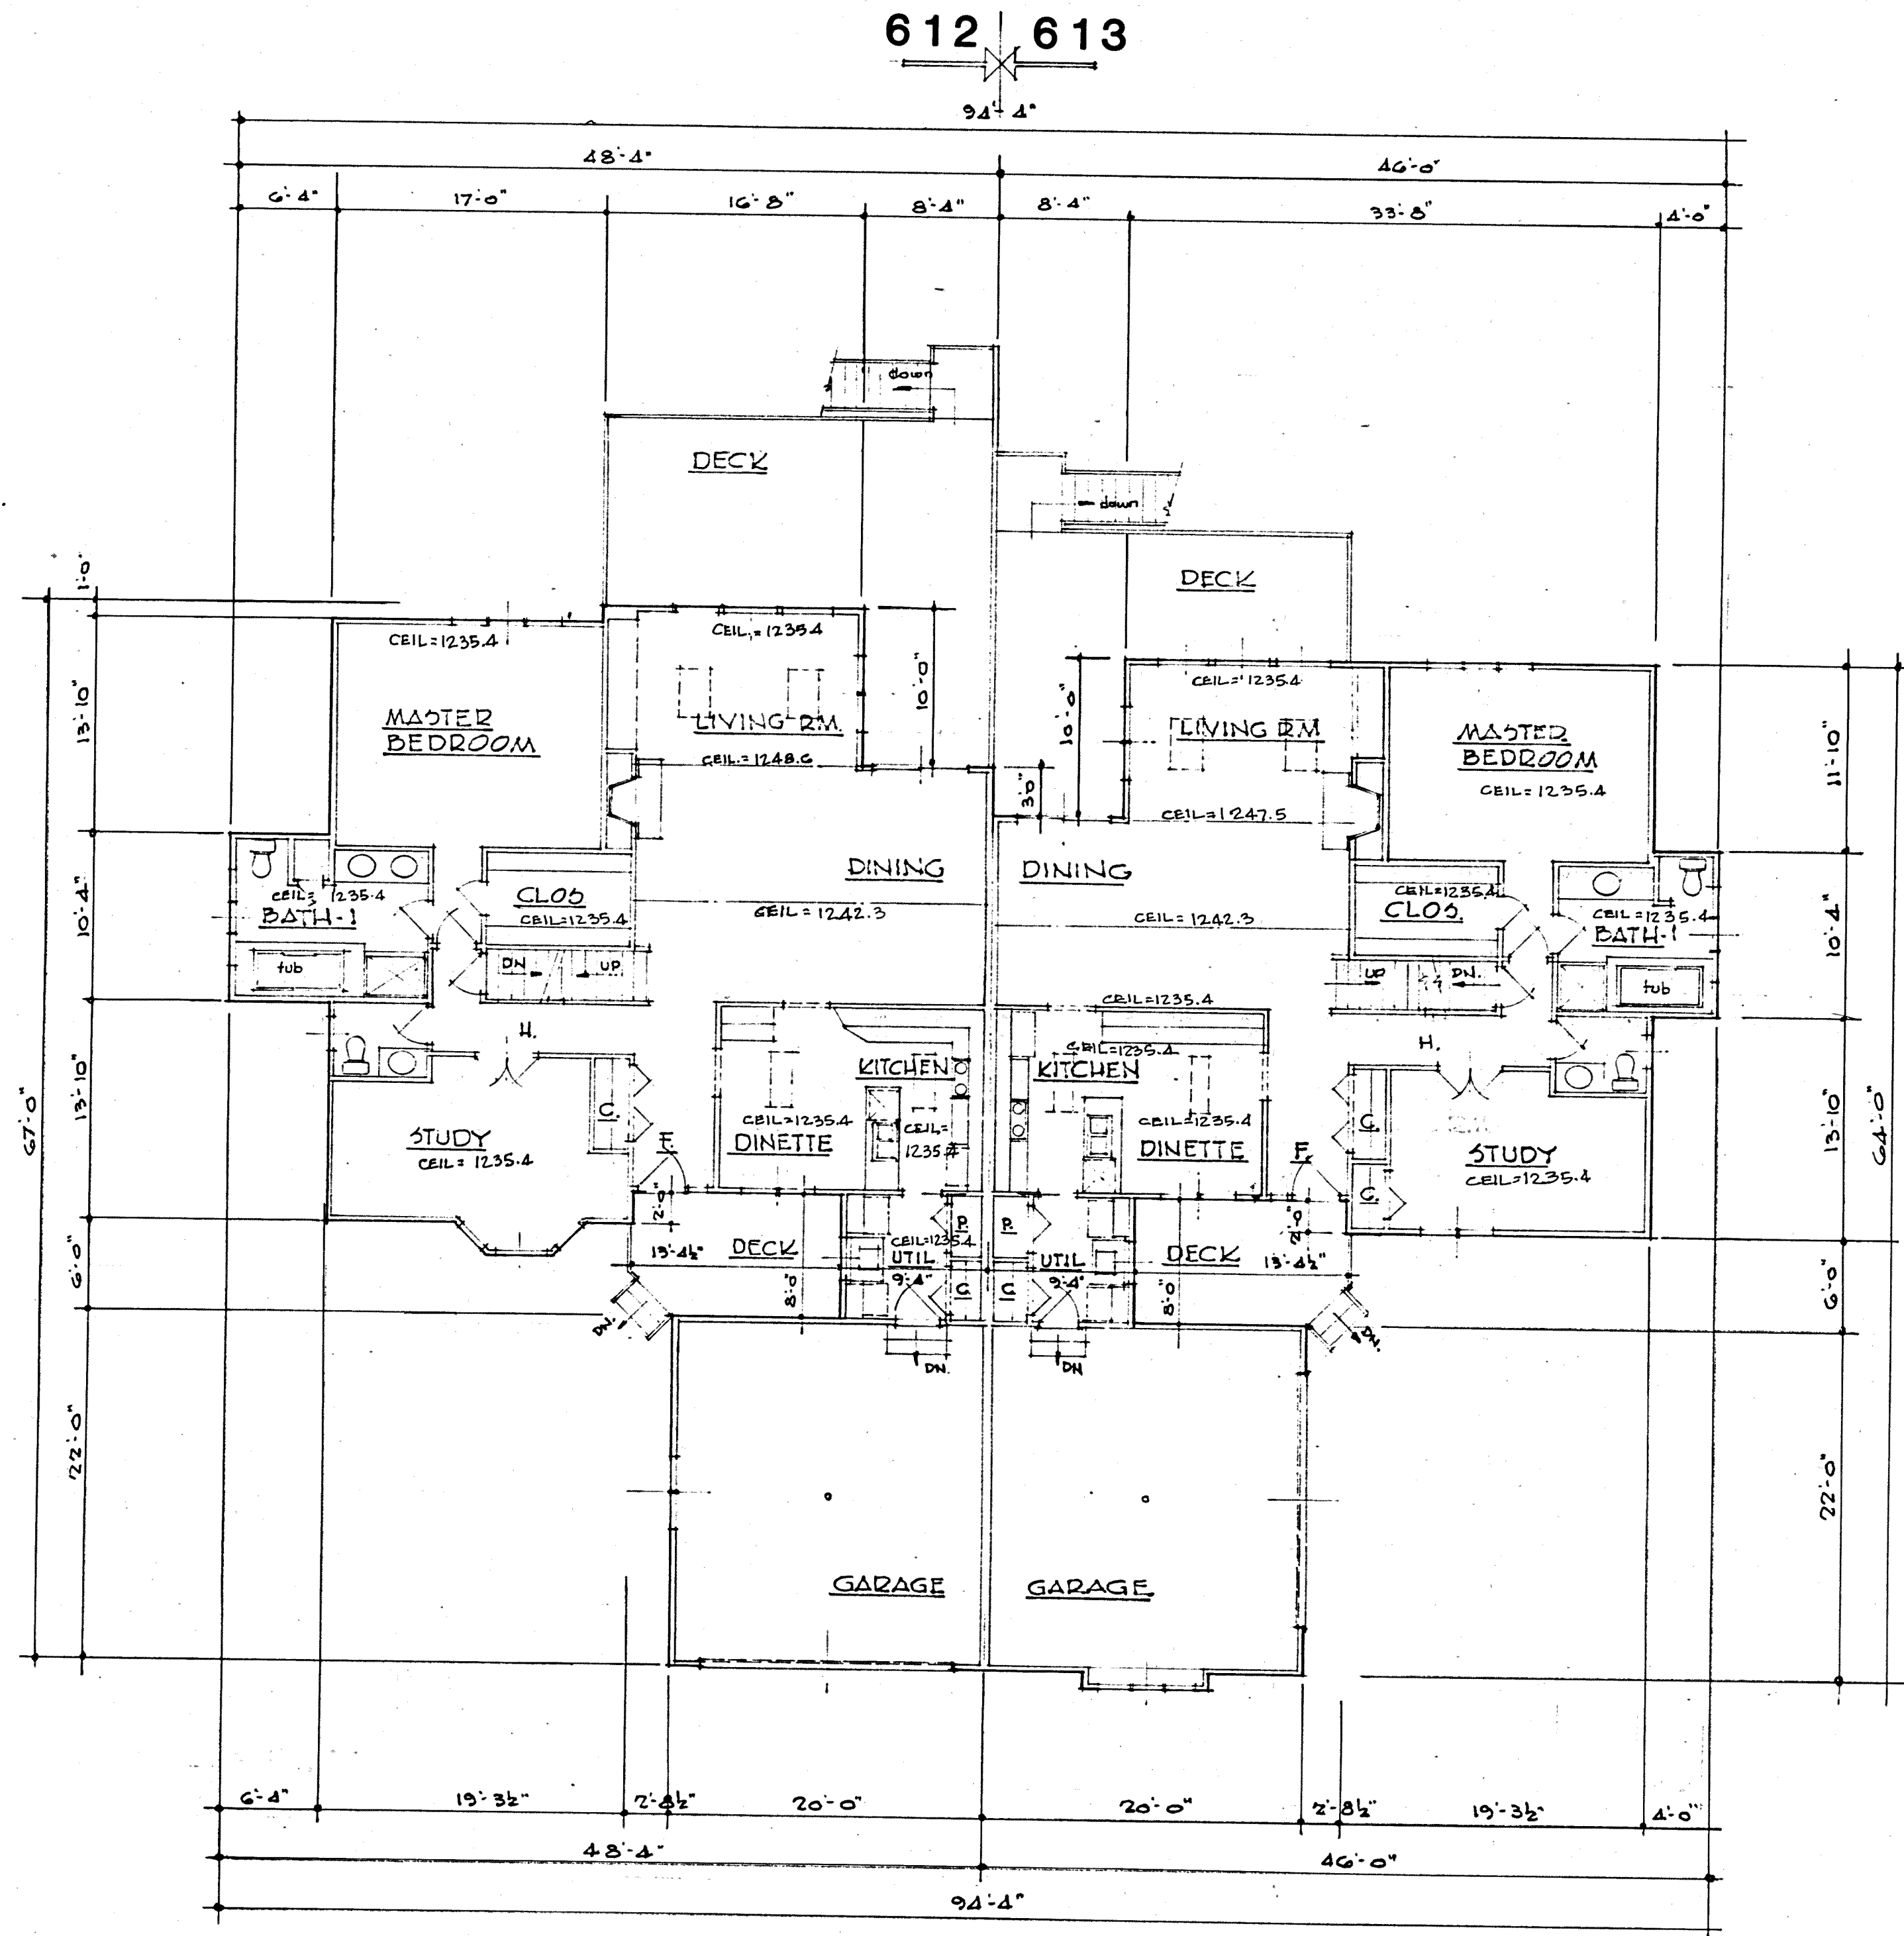 612 613
94'-4"
48'-4" 46'-0"
6'-4" 17'-0" 16'-8" 8'-4" 8'-4" 33'-8" 4'-0"
down
DECK
down
DECK
1'-0"
CEIL=1235.4
CEIL.=1235.4
CEIL=1235.4
13'-10"
MASTER
BEDROOM
LIVING RM.
10'-0"
10'-0"
LIVING RM
MASTER
BEDROOM
CEIL=1235.4
11'-10"
CEIL.=1248.6
3'-0"
CEIL=1247.5
DINING
DINING
10'-4"
CEIL= 1235.4
BATH-1
CLOS
CEIL=1235.4
CEIL=1242.3
CEIL=1242.3
CEIL=1235.4
CLOS.
CEIL=1235.4
BATH-1
10'-4"
tub
DN
UP
UP
DN.
tub
CEIL=1235.4
H.
H.
67'-0"
13'-10"
KITCHEN
CEIL=1235.4
KITCHEN
C.
CEIL=1235.4
DINETTE
CEIL=
1235.4
CEIL=1235.4
DINETTE
C.
STUDY
CEIL= 1235.4
F.
F.
C.
STUDY
CEIL=1235.4
13'-10"
64'-0"
2'-0"
2'-0"
6'-0"
13'-4½"
DECK
8'-0"
CEIL=1235.4
UTIL
9'-4"
P.
P.
C.
C.
UTIL
9'-4"
DECK
8'-0"
13'-4½"
6'-0"
DN.
DN.
DN
DN.
22'-0"
22'-0"
GARAGE
GARAGE
6'-4" 19'-3½" 2'-8½" 20'-0" 20'-0" 2'-8½" 19'-3½" 4'-0"
48'-4" 46'-0"
94'-4"